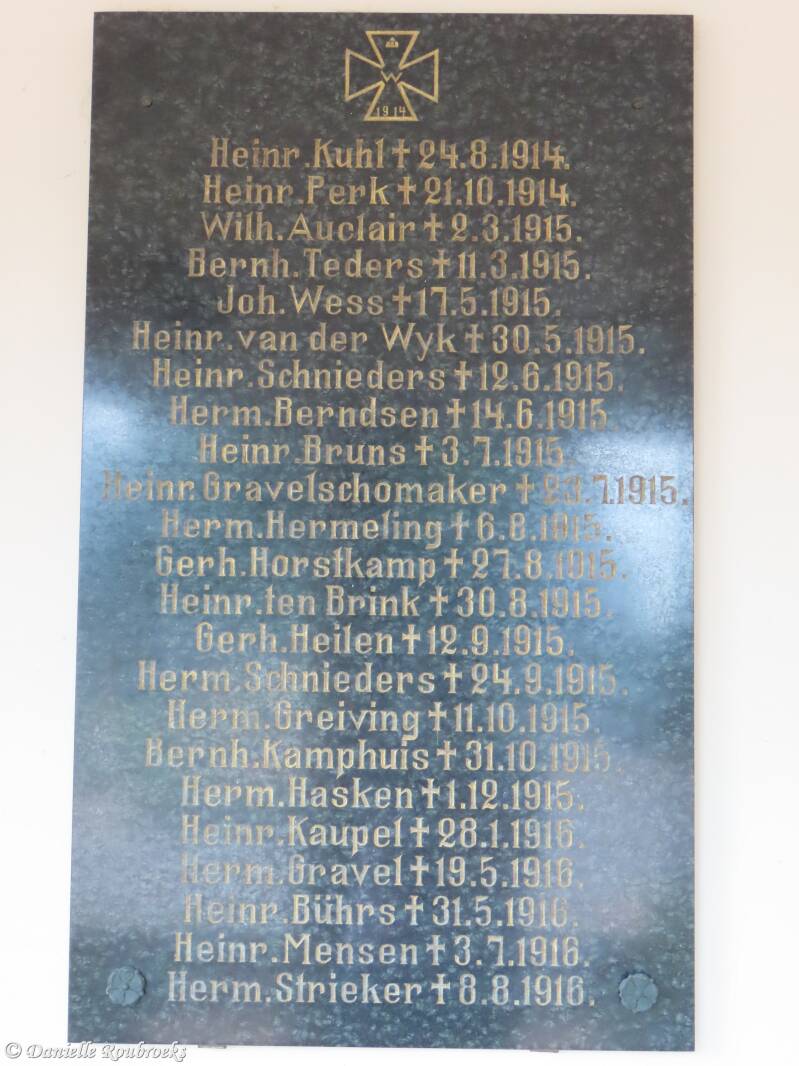 W
1914
Heinr. Kuhl † 24.8.1914.
Heinr. Perk † 21.10.1914.
Wilh. Auclair † 2.3.1915.
Bernh. Teders † 11.3.1915.
Joh. Wess † 17.5.1915.
Heinr. van der Wyk † 30.5.1915.
Heinr. Schnieders † 12.6.1915.
Herm. Berndsen † 14.6.1915.
Heinr. Bruns † 3.7.1915.
Heinr. Gravelschomaker † 23.7.1915.
Herm. Hermeling † 6.8.1915.
Gerh. Horstkamp † 27.8.1915.
Heinr. ten Brink † 30.8.1915.
Gerh. Heilen † 12.9.1915.
Herm. Schnieders † 24.9.1915.
Herm. Greiving † 11.10.1915.
Bernh. Kamphuis † 31.10.1915.
Herm. Hasken † 1.12.1915.
Heinr. Kaupel † 28.1.1916.
Herm. Gravel † 19.5.1916.
Heinr. Bührs † 31.5.1916.
Heinr. Mensen † 3.7.1916.
Herm. Strieker † 8.8.1916.
© Danielle Roubroeks